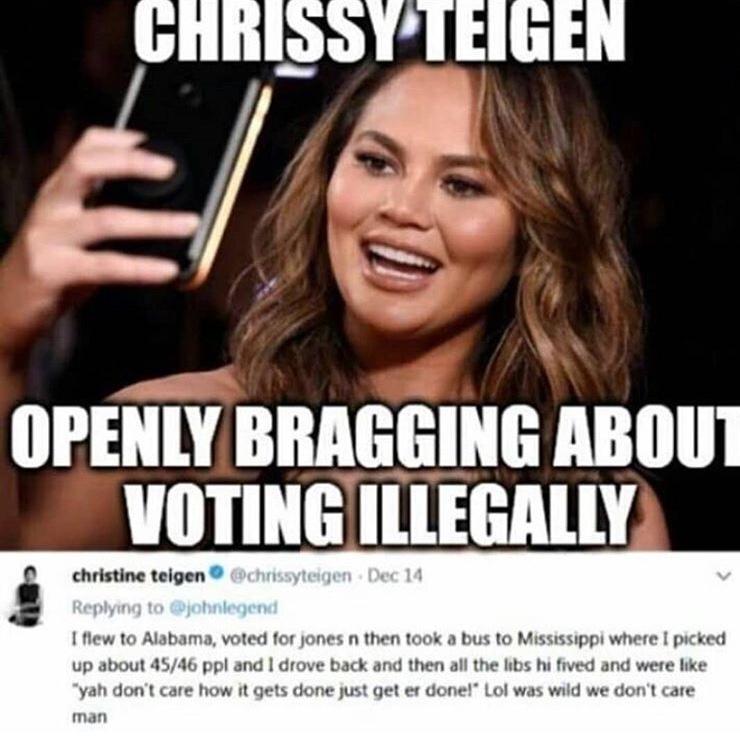 CHRISSY TEIGEN
OPENLY BRAGGING ABOUT
VOTING ILLEGALLY
christine teigen @chrissyteigen · Dec 14
Replying to @johnlegend
I flew to Alabama, voted for jones n then took a bus to Mississippi where I picked
up about 45/46 ppl and I drove back and then all the libs hi fived and were like
"yah don't care how it gets done just get er done!" Lol was wild we don't care
man